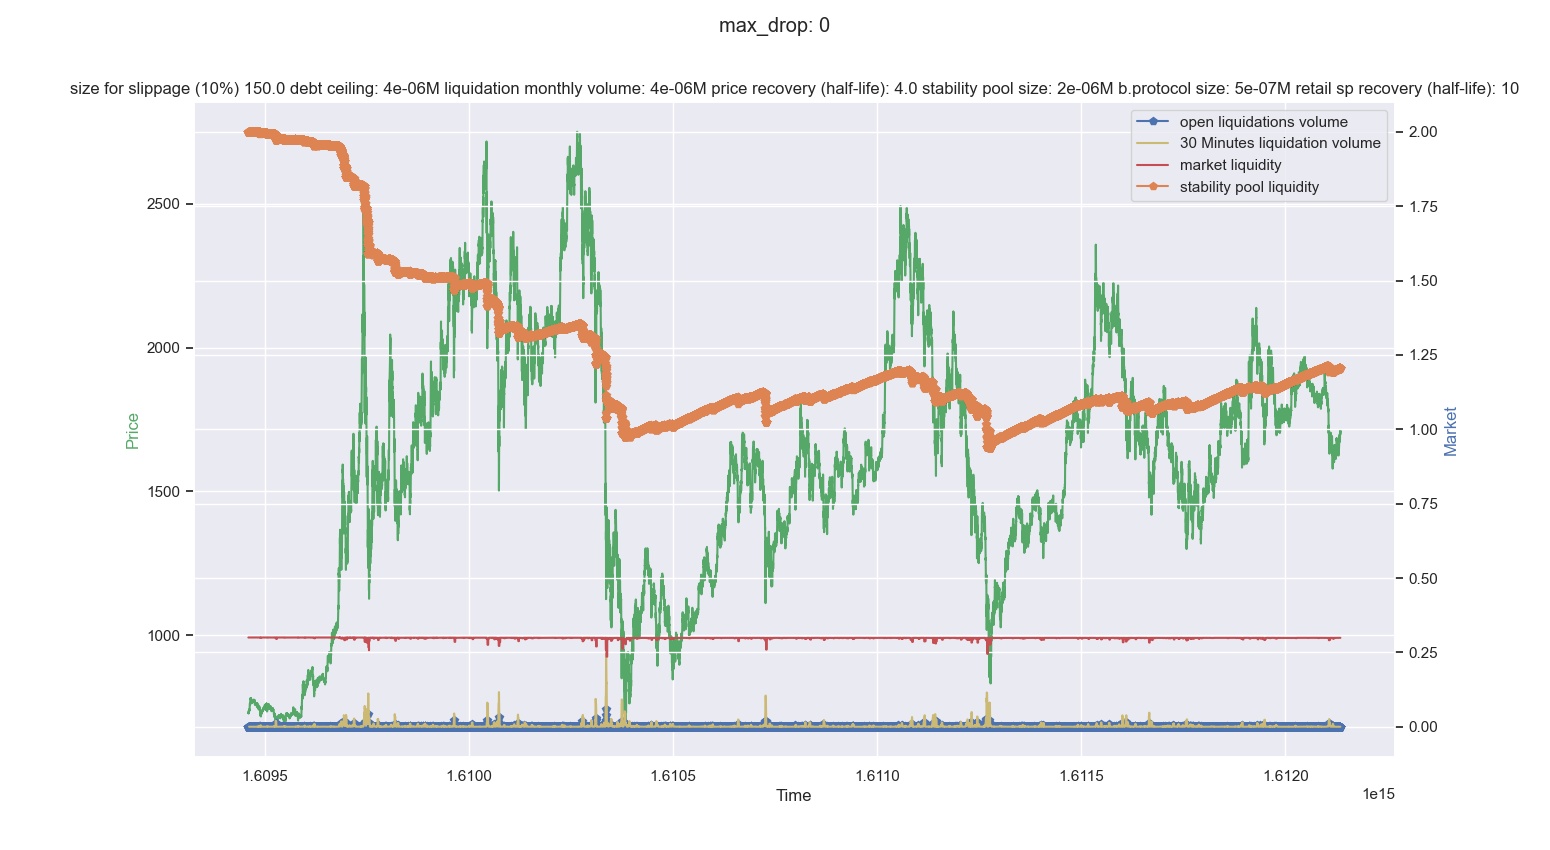 max_drop: 0
size for slippage (10%) 150.0 debt ceiling: 4e-06M liquidation monthly volume: 4e-06M price recovery (half-life): 4.0 stability pool size: 2e-06M b.protocol size: 5e-07M retail sp recovery (half-life): 10
open liquidations volume
30 Minutes liquidation volume
market liquidity
stability pool liquidity
2500
2000
1500
1000
Price
2.00
1.75
1.50
1.25
1.00
0.75
0.50
0.25
0.00
Market
1.6095 1.6100 1.6105 1.6110 1.6115 1.6120
Time
1e15